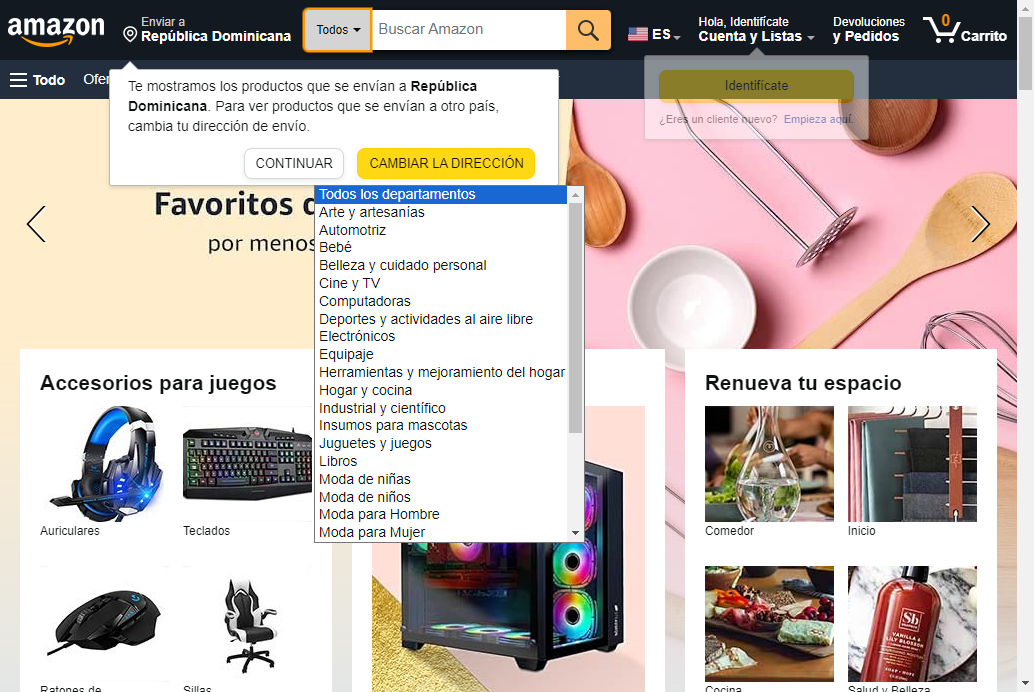 amazon
Enviar a
República Dominicana
Todos
Buscar Amazon
ES
Hola, Identifícate
Cuenta y Listas
Devoluciones
y Pedidos
0
Carrito
Todo
Ofer
Te mostramos los productos que se envían a República
Dominicana. Para ver productos que se envían a otro país,
cambia tu dirección de envío.
CONTINUAR
CAMBIAR LA DIRECCIÓN
Identifícate
¿Eres un cliente nuevo? Empieza aquí.
Favoritos d
por menos
Todos los departamentos
Arte y artesanías
Automotriz
Bebé
Belleza y cuidado personal
Cine y TV
Computadoras
Deportes y actividades al aire libre
Electrónicos
Equipaje
Herramientas y mejoramiento del hogar
Hogar y cocina
Industrial y científico
Insumos para mascotas
Juguetes y juegos
Libros
Moda de niñas
Moda de niños
Moda para Hombre
Moda para Mujer
Accesorios para juegos
Auriculares
Teclados
Ratones de
Sillas
Renueva tu espacio
Comedor
Inicio
Sb
VANILLA &
LILY BLOSSOM
Cocina
Salud y Belleza